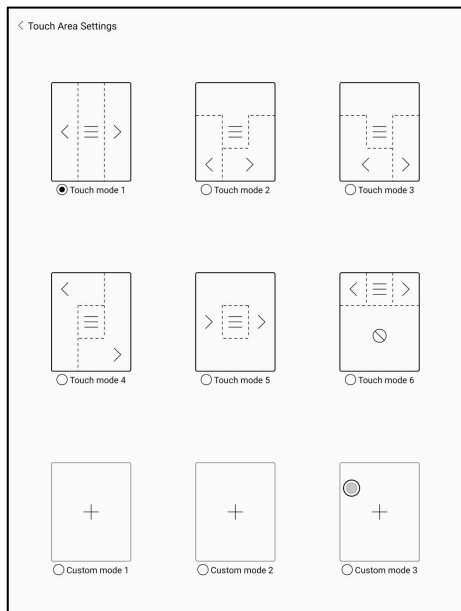 Touch Area Settings
Touch mode 1
Touch mode 2
Touch mode 3
Touch mode 4
Touch mode 5
Touch mode 6
Custom mode 1
Custom mode 2
Custom mode 3